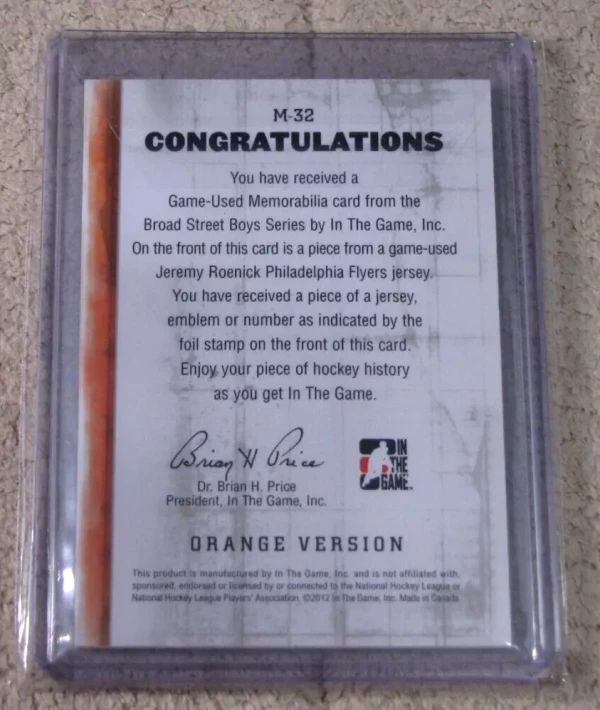 M-32
CONGRATULATIONS
You have received a
Game-Used Memorabilia card from the
Broad Street Boys Series by In The Game, Inc.
On the front of this card is a piece from a game-used
Jeremy Roenick Philadelphia Flyers jersey.
You have received a piece of a jersey,
emblem or number as indicated by the
foil stamp on the front of this card.
Enjoy your piece of hockey history
as you get In The Game.
Brian H Price
IN
THE
GAME
Dr. Brian H. Price
President, In The Game, Inc.
ORANGE VERSION
This product is manufactured by In The Game, Inc. and is not affiliated with,
sponsored, endorsed or licensed by or connected to the National Hockey League or
National Hockey League Players' Association. ©2012 In The Game, Inc. Made in Canada.